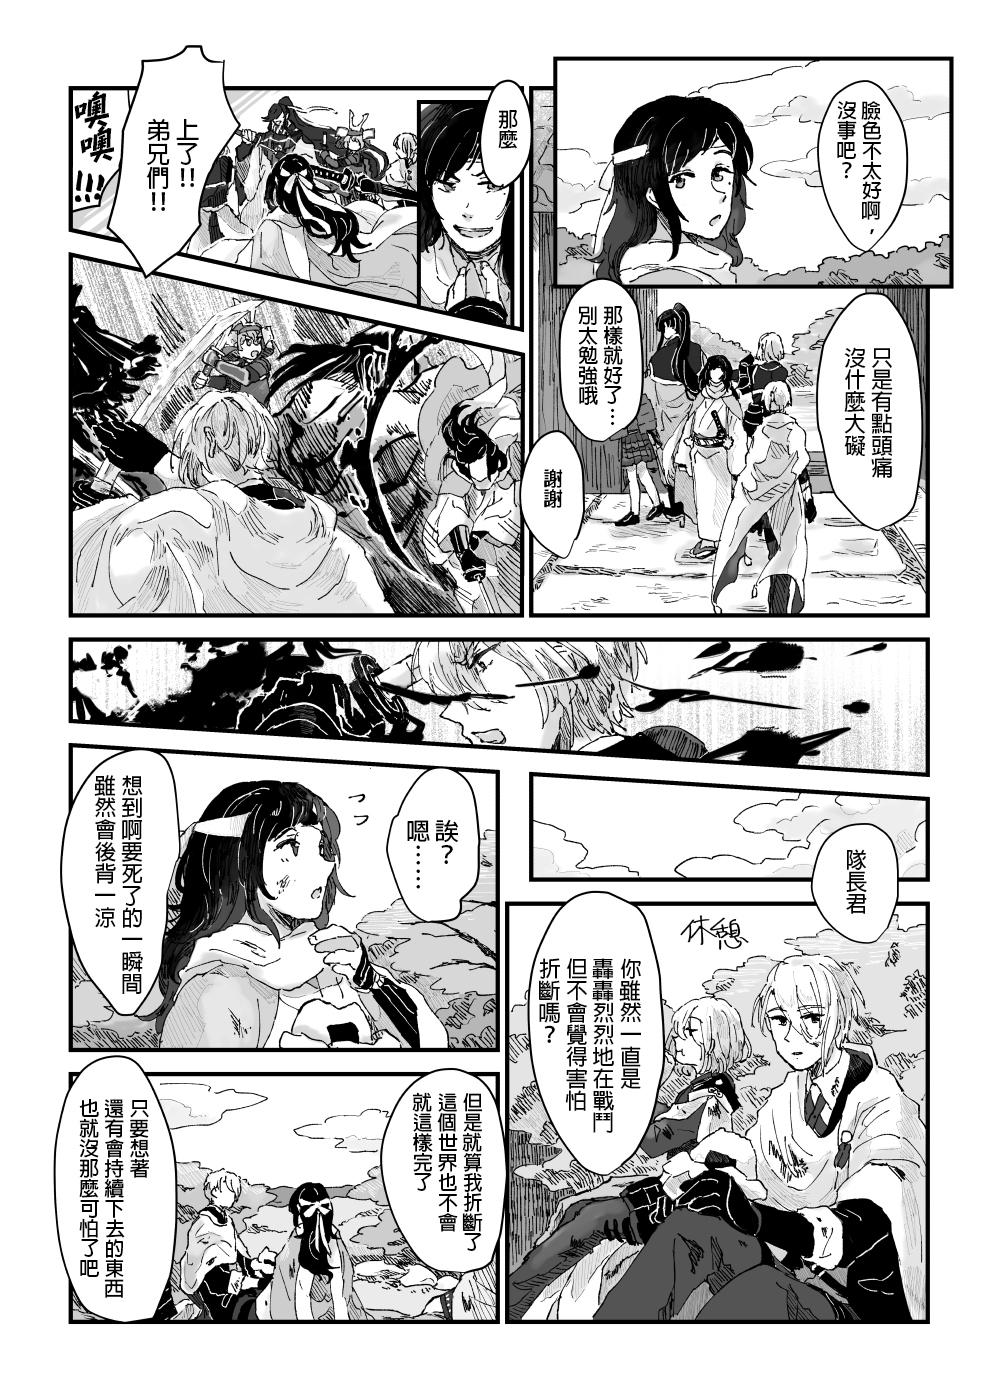 臉色不太好啊，
沒事吧？
只是有點頭痛
沒什麼大礙
那樣就好了…
別太勉強哦
謝謝
那麼
上了!!
弟兄們!!
噢噢!!!
隊長君
休憩
你雖然一直是
轟轟烈烈地在戰鬥
但不會覺得害怕
折斷嗎？
誒？
嗯……
想到啊要死了的一瞬間
雖然會後背一涼
但是就算我折斷了
這個世界也不會
就這樣完了
只要想著
還有會持續下去的東西
也就沒那麼可怕了吧